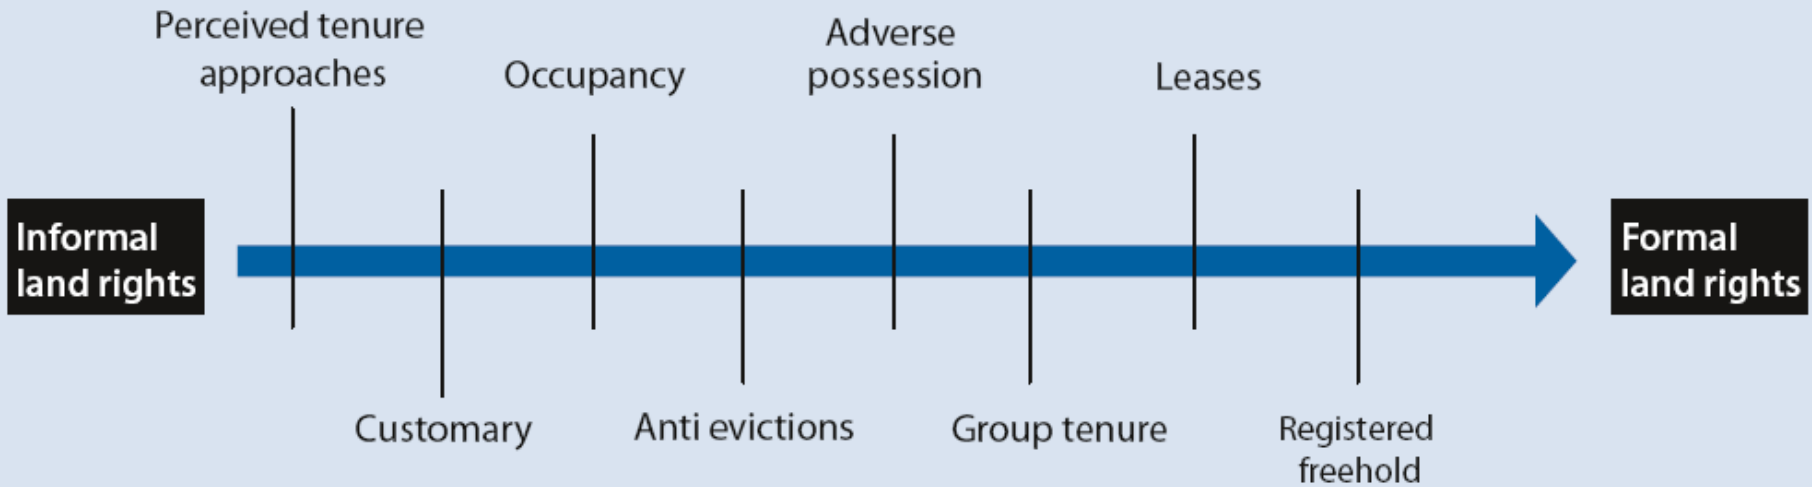 Perceived tenure
approaches
Occupancy
Adverse
possession
Leases
Informal
land rights
Formal
land rights
Customary
Anti evictions
Group tenure
Registered
freehold